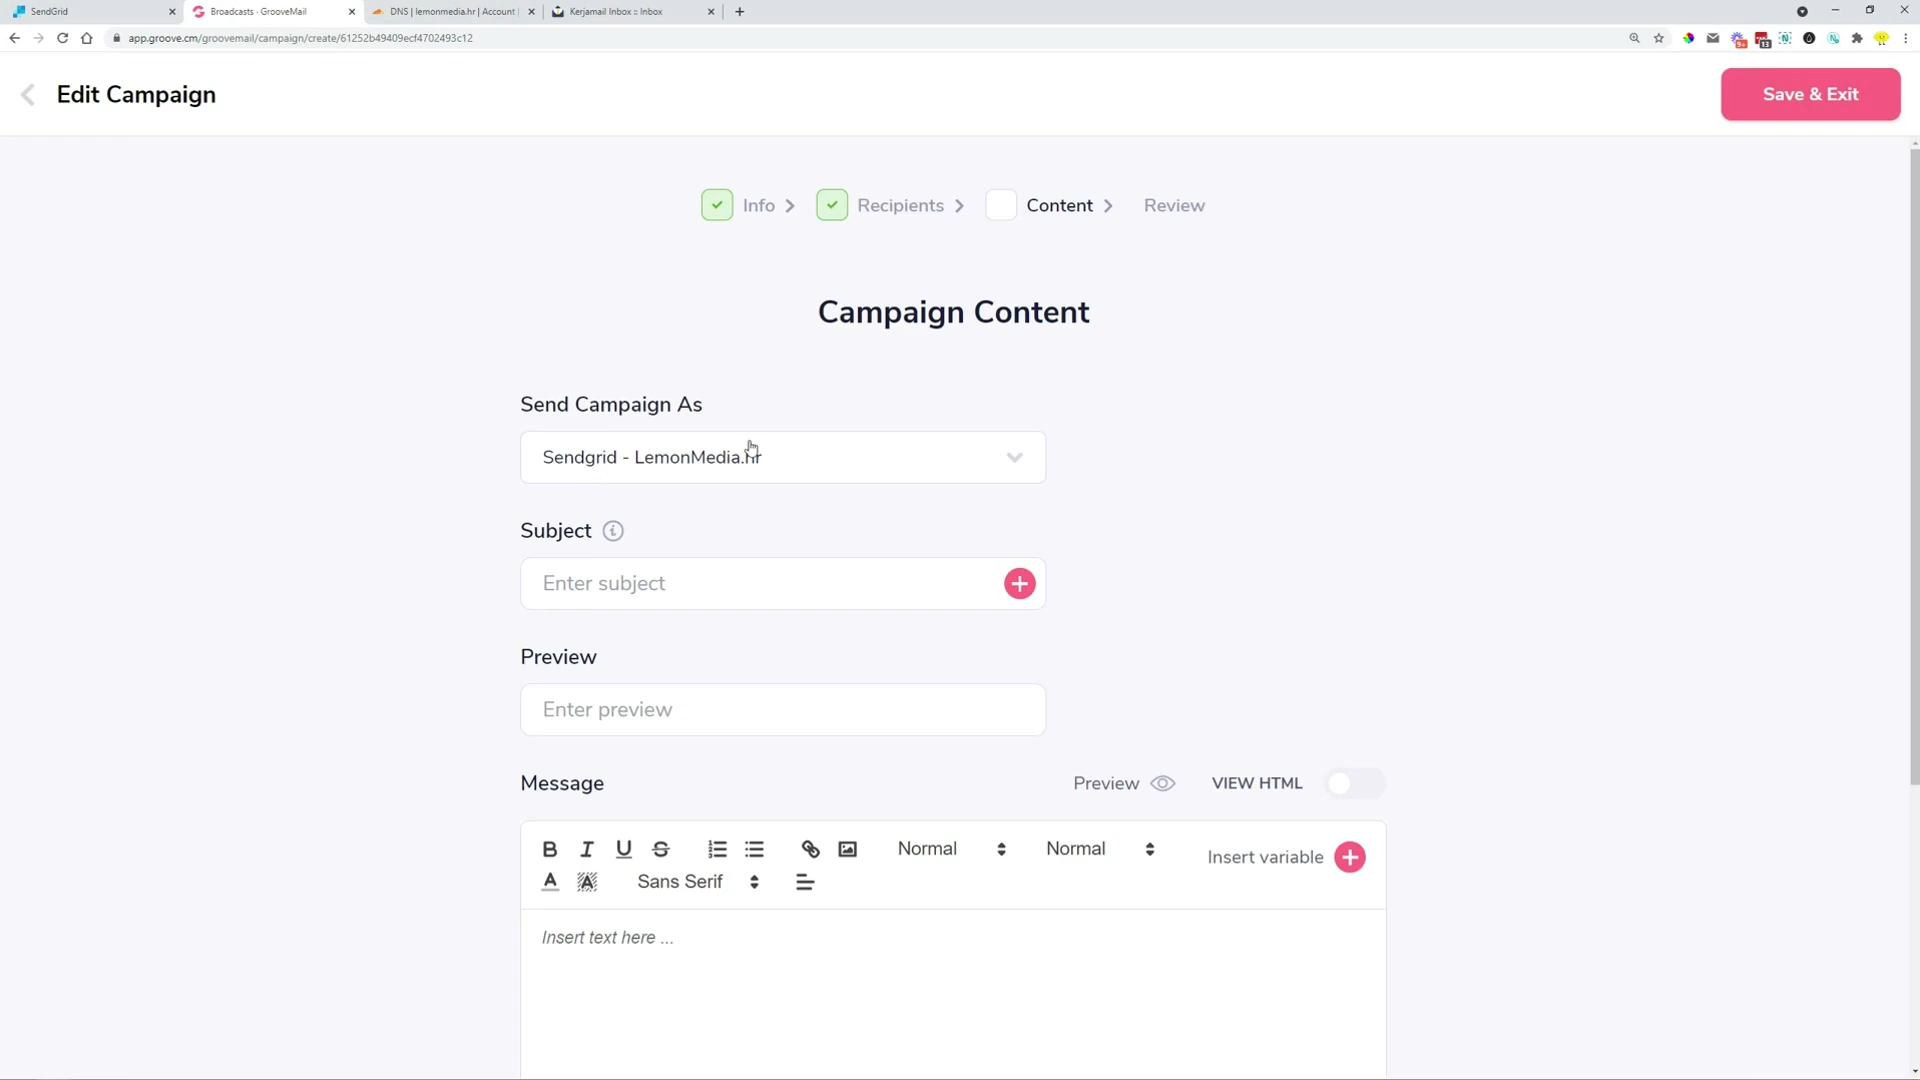 SendGrid
Broadcasts - GrooveMail
DNS | lemonmedia.hr | Account
Kerjamail Inbox :: Inbox
app.groove.cm/groovemail/campaign/create/61252b49409ecf4702493c12
9+
13
Edit Campaign
Save & Exit
Info
Recipients
Content
Review
Campaign Content
Send Campaign As
Sendgrid - LemonMedia.hr
Subject
Enter subject
Preview
Enter preview
Message
Preview
VIEW HTML
B I U S
Normal
Normal
Insert variable
A A
Sans Serif
Insert text here ...